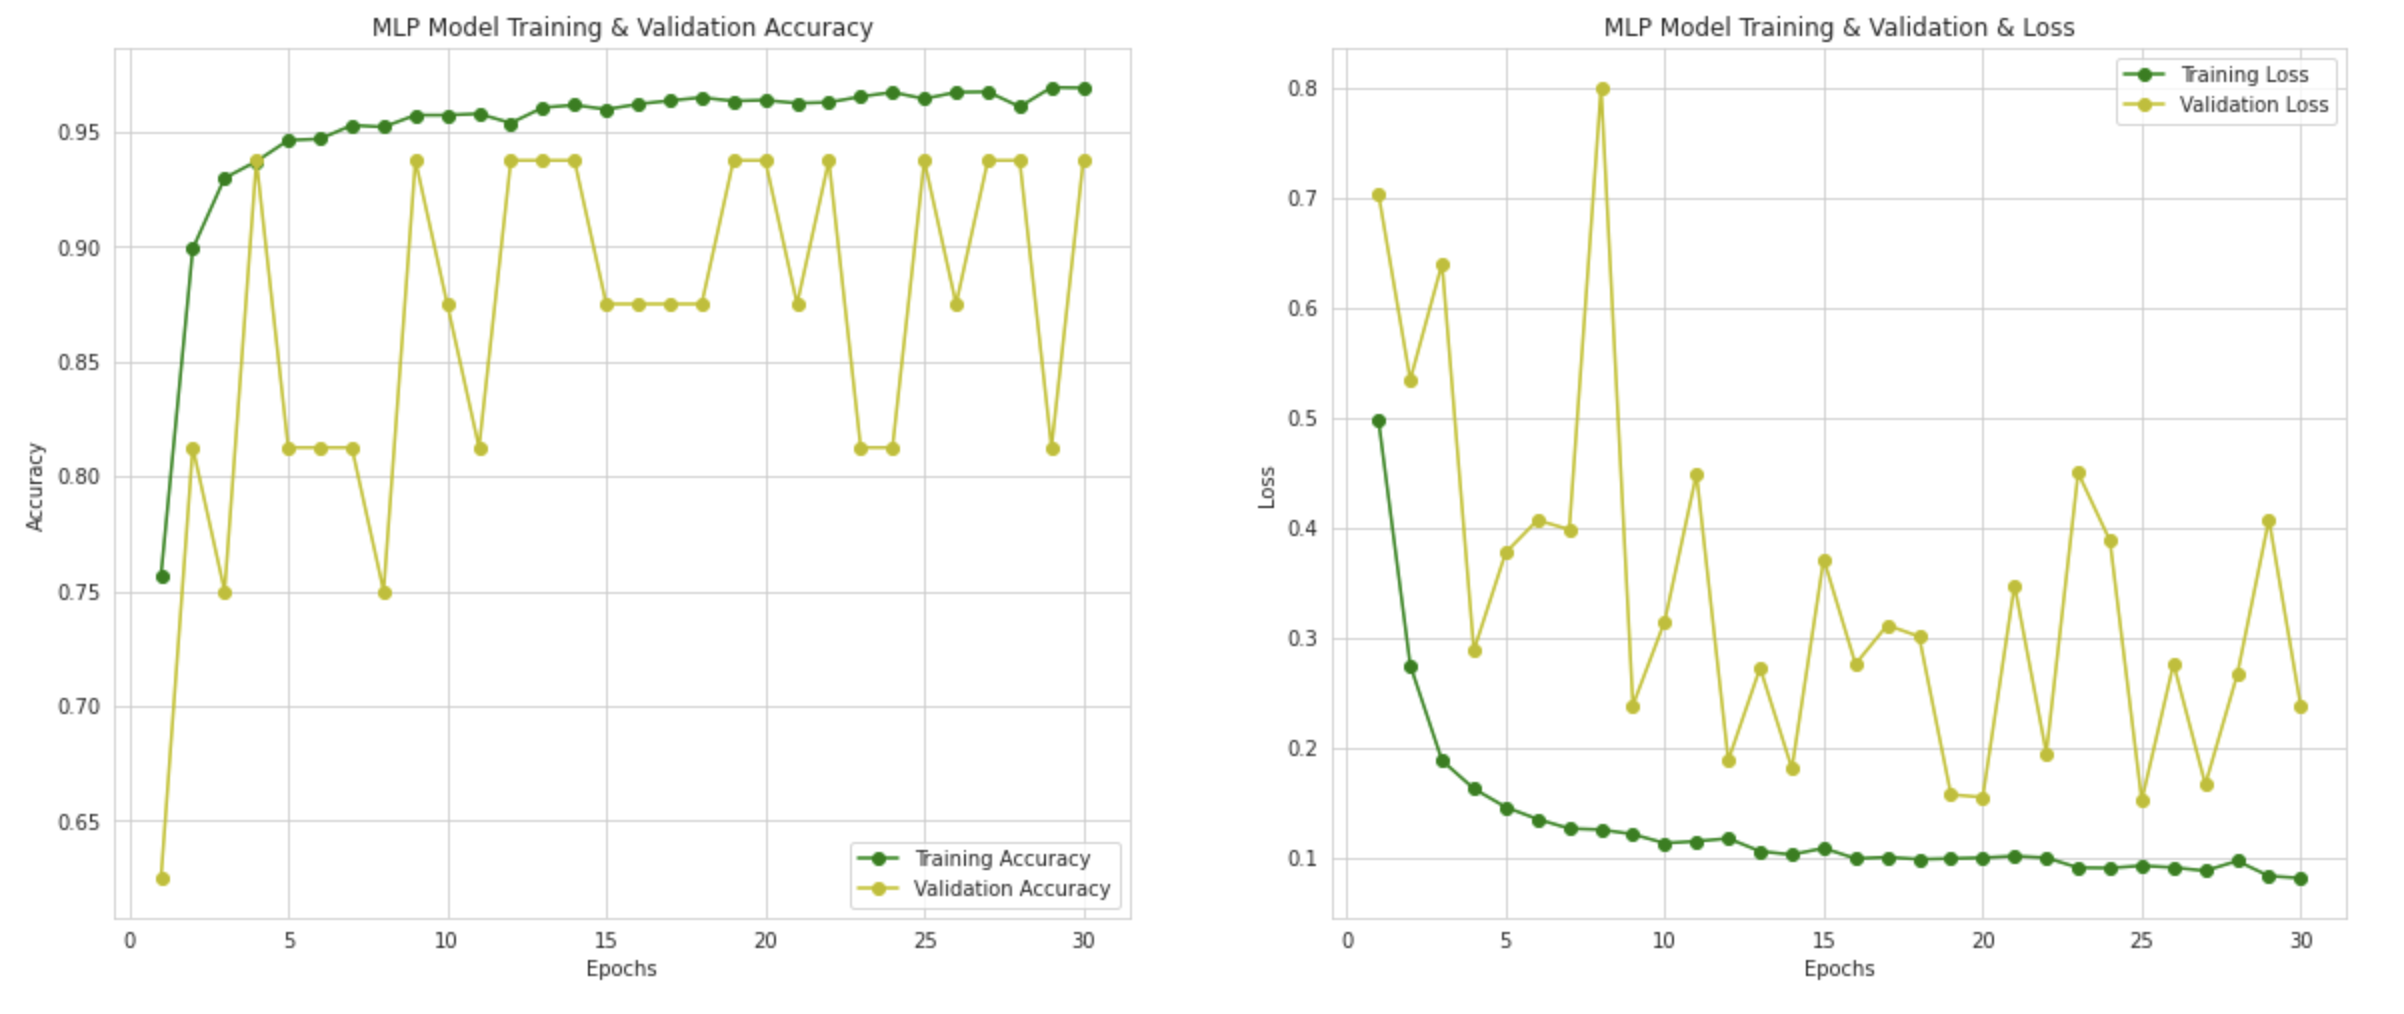 MLP Model Training & Validation Accuracy
0.95
0.90
0.85
0.80
0.75
0.70
0.65
Accuracy
Training Accuracy
Validation Accuracy
0 5 10 15 20 25 30
Epochs
MLP Model Training & Validation & Loss
Training Loss
Validation Loss
0.8
0.7
0.6
0.5
0.4
0.3
0.2
0.1
Loss
0 5 10 15 20 25 30
Epochs